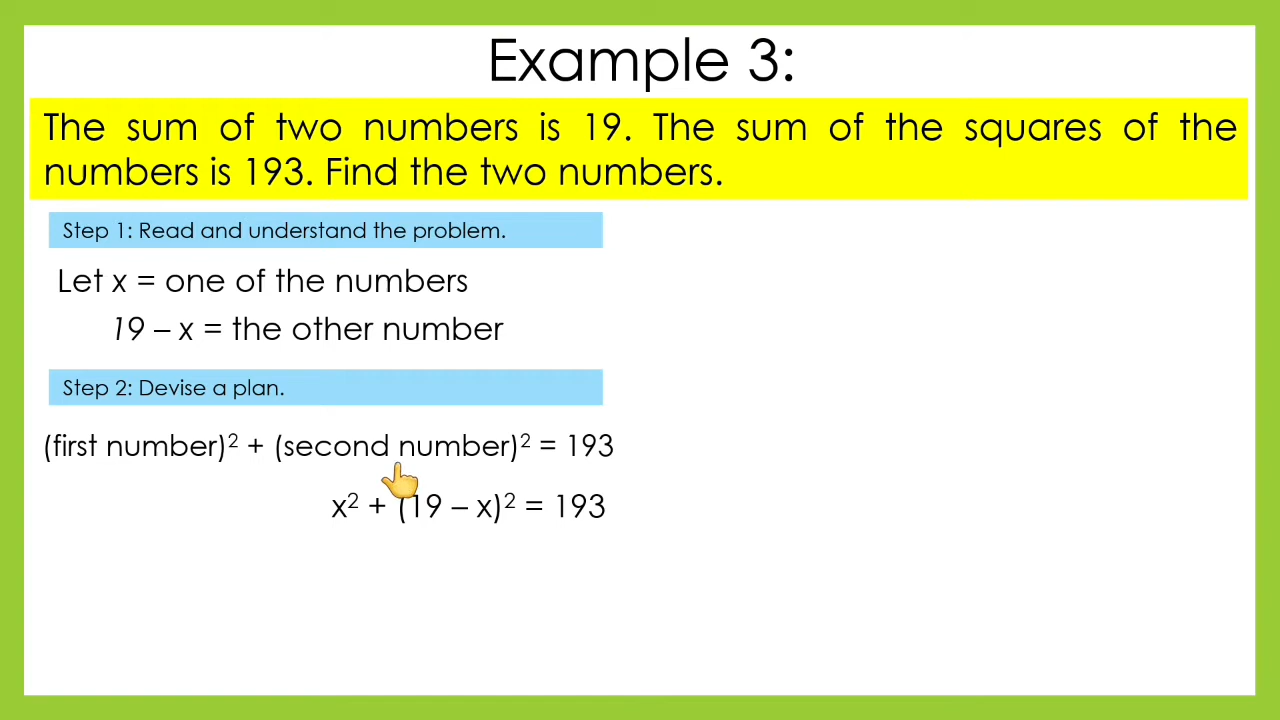 Example 3:
The sum of two numbers is 19. The sum of the squares of the
numbers is 193. Find the two numbers.
Step 1: Read and understand the problem.
Let x = one of the numbers
19 – x = the other number
Step 2: Devise a plan.
(first number)² + (second number)² = 193
x² + (19 – x)² = 193